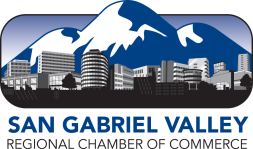 SAN GABRIEL VALLEY
REGIONAL CHAMBER OF COMMERCE